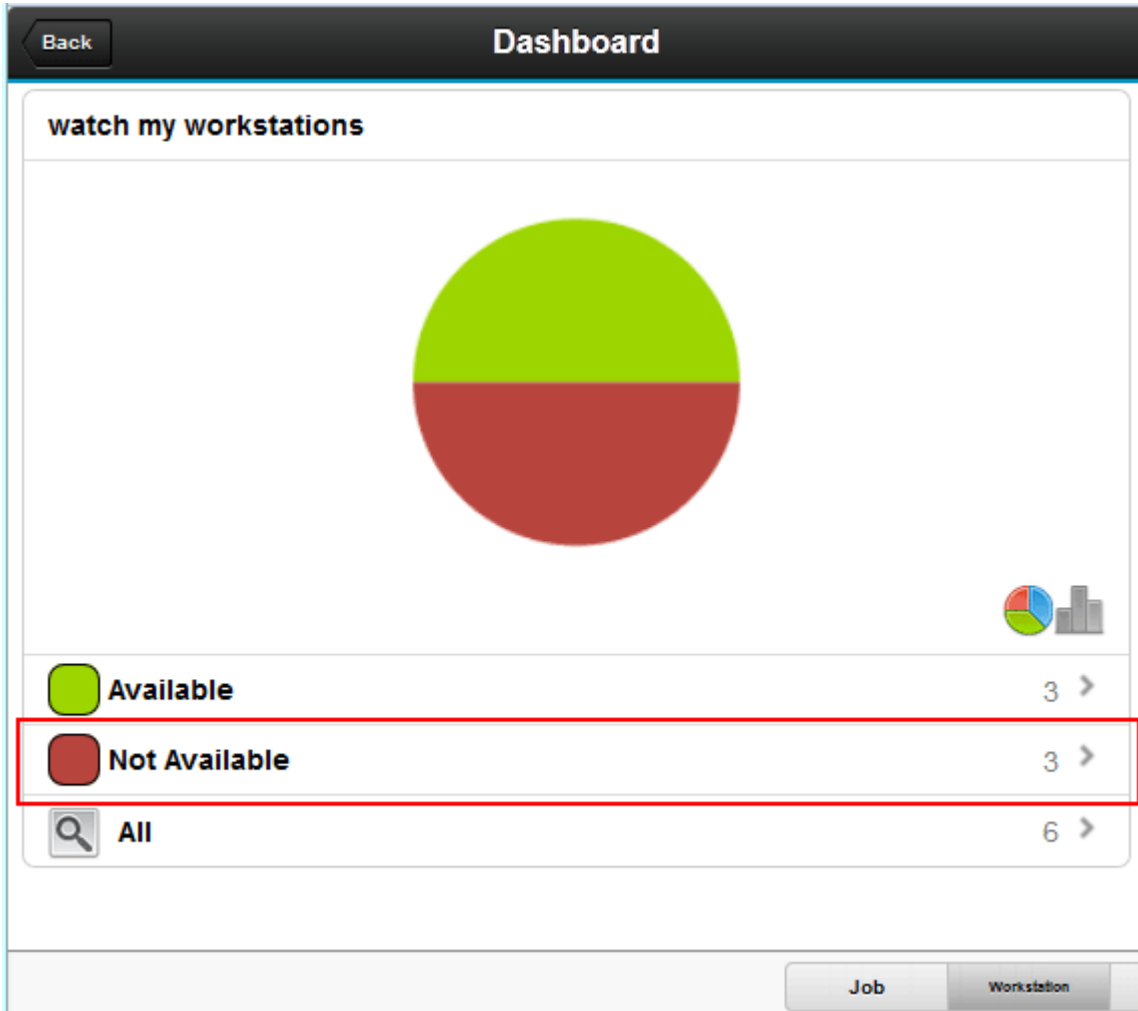 Back
Dashboard
watch my workstations
Available 3
Not Available 3
All 6
Job
Workstation